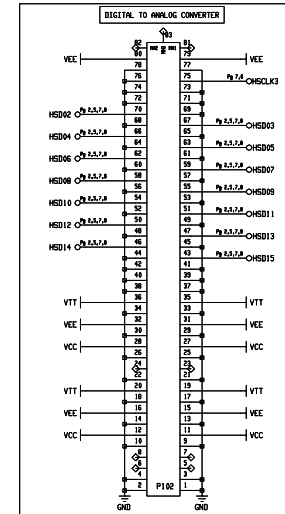 DIGITAL TO ANALOG CONVERTER
83
82 MH2 MH3 MH1 81
VEE 80 79 VEE
78 77
76 75 Pg 7,8 HSCLK3
74 73
72 71
HSD02 Pg 2,5,7,8 70 69
68 67 Pg 2,5,7,8 HSD03
HSD04 Pg 2,5,7,8 66 65
64 63 Pg 2,5,7,8 HSD05
HSD06 Pg 2,5,7,8 62 61
60 59 Pg 2,5,7,8 HSD07
HSD08 Pg 2,5,7,8 58 57
56 55 Pg 2,5,7,8 HSD09
HSD10 Pg 2,5,7,8 54 53
52 51 Pg 2,5,7,8 HSD11
HSD12 Pg 2,5,7,8 50 49
48 47 Pg 2,5,7,8 HSD13
HSD14 Pg 2,5,7,8 46 45
44 43 Pg 2,5,7,8 HSD15
42 41
40 39
38 37
VTT 36 35 VTT
34 33
VEE 32 31 VEE
30 29
VCC 28 27 VCC
26 25
24 23
22 21
VTT 20 19 VTT
18 17
VEE 16 15 VEE
14 13
VCC 12 11 VCC
10 9
8 7
6 5
4 3
2 1
P102
GND GND